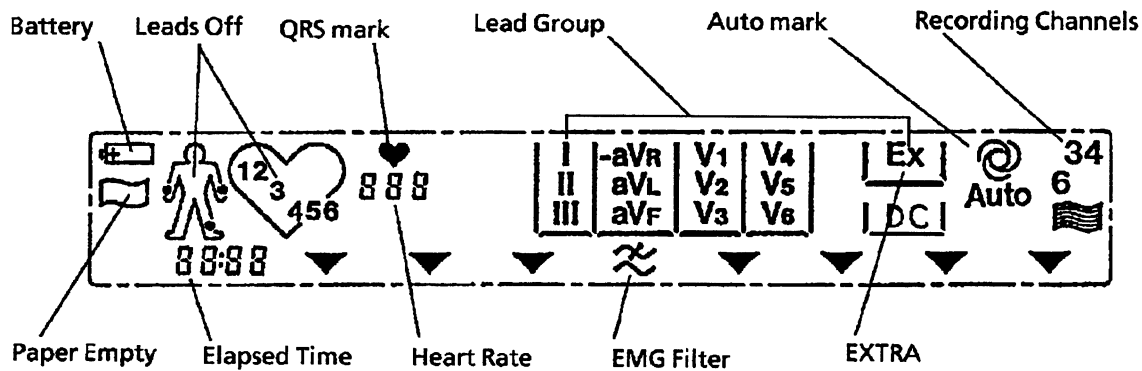 Battery
Leads Off
QRS mark
Lead Group
Auto mark
Recording Channels
12
3
456
888
I
II
III
-aVR
aVL
aVF
V1
V2
V3
V4
V5
V6
Ex
DC
Auto
34
6
88:88
Paper Empty
Elapsed Time
Heart Rate
EMG Filter
EXTRA